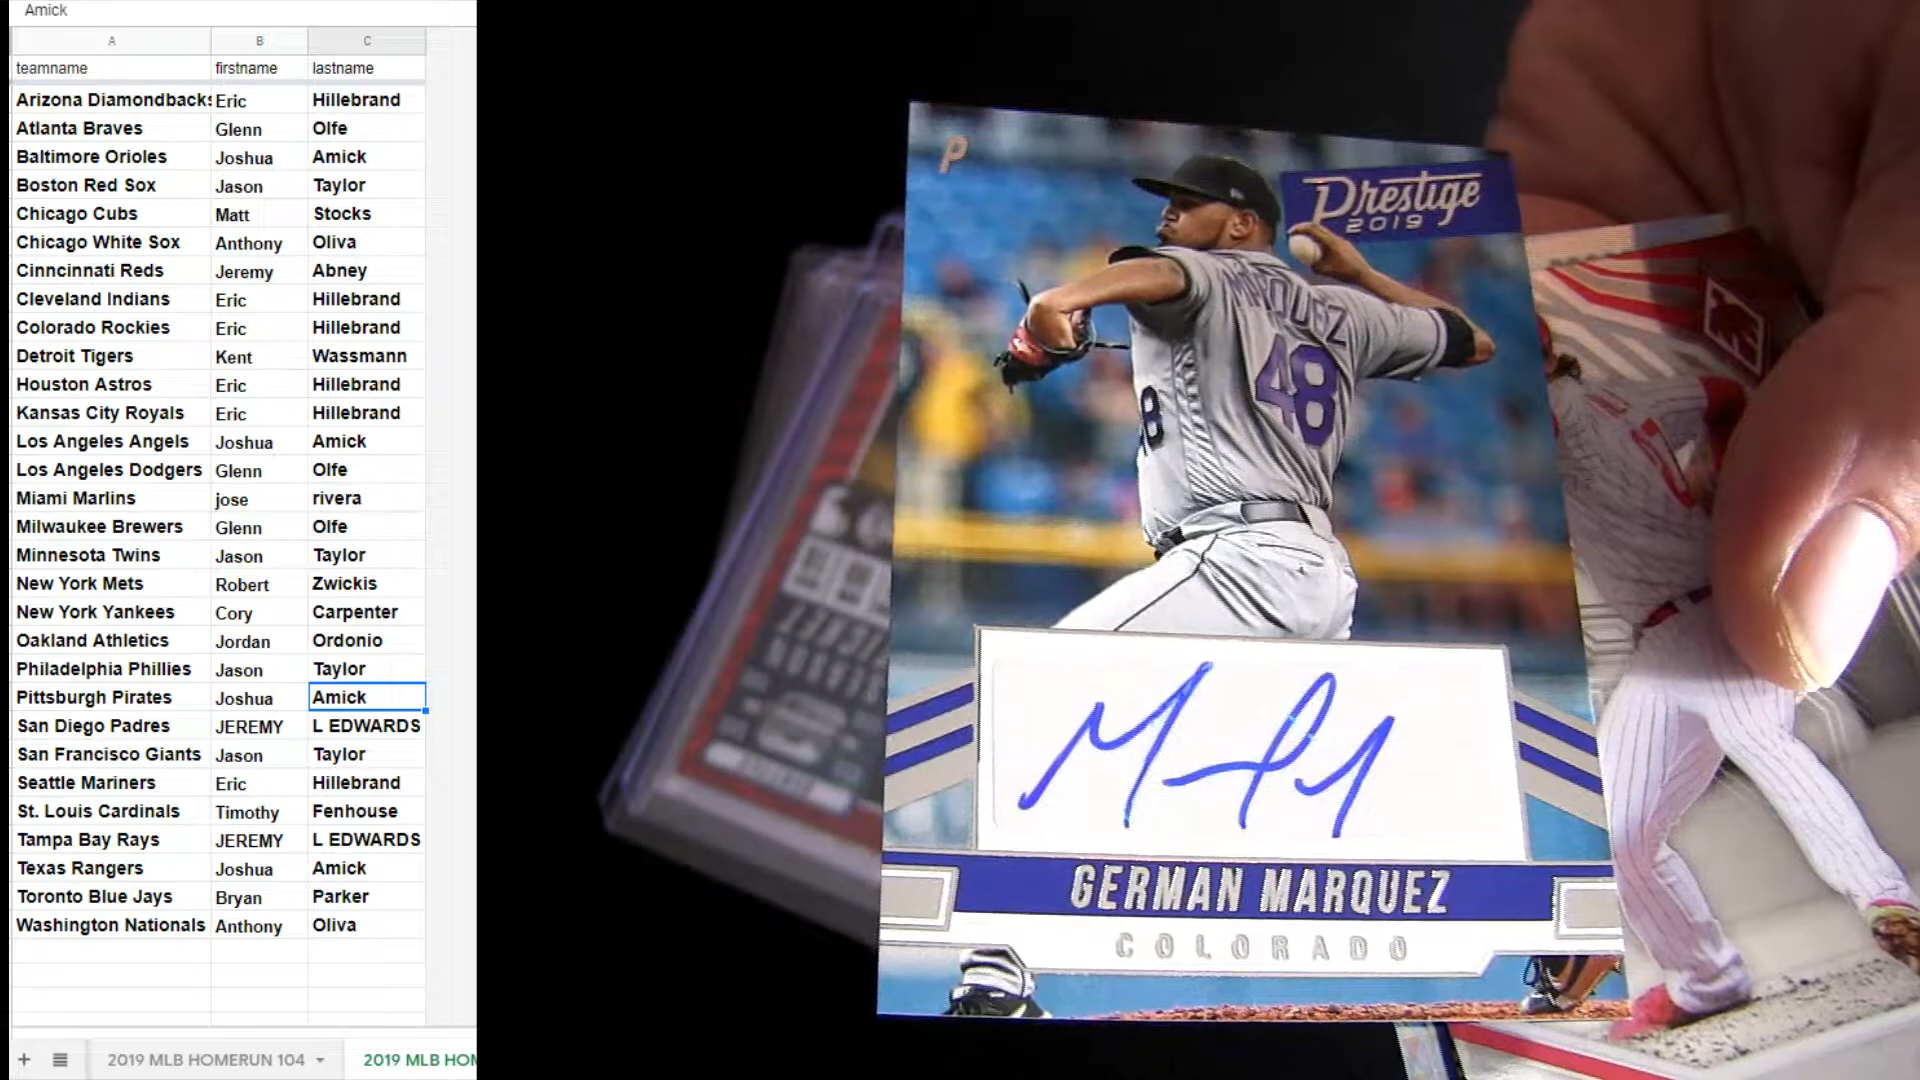 Amick
A B C
teamname firstname lastname
Arizona Diamondbacks Eric Hillebrand
Atlanta Braves Glenn Olfe
Baltimore Orioles Joshua Amick
Boston Red Sox Jason Taylor
Chicago Cubs Matt Stocks
Chicago White Sox Anthony Oliva
Cinncinnati Reds Jeremy Abney
Cleveland Indians Eric Hillebrand
Colorado Rockies Eric Hillebrand
Detroit Tigers Kent Wassmann
Houston Astros Eric Hillebrand
Kansas City Royals Eric Hillebrand
Los Angeles Angels Joshua Amick
Los Angeles Dodgers Glenn Olfe
Miami Marlins jose rivera
Milwaukee Brewers Glenn Olfe
Minnesota Twins Jason Taylor
New York Mets Robert Zwickis
New York Yankees Cory Carpenter
Oakland Athletics Jordan Ordonio
Philadelphia Phillies Jason Taylor
Pittsburgh Pirates Joshua Amick
San Diego Padres JEREMY L EDWARDS
San Francisco Giants Jason Taylor
Seattle Mariners Eric Hillebrand
St. Louis Cardinals Timothy Fenhouse
Tampa Bay Rays JEREMY L EDWARDS
Texas Rangers Joshua Amick
Toronto Blue Jays Bryan Parker
Washington Nationals Anthony Oliva
2019 MLB HOMERUN 104 2019 MLB HOM
P
Prestige
2019
MARQUEZ
48
GERMAN MARQUEZ
COLORADO